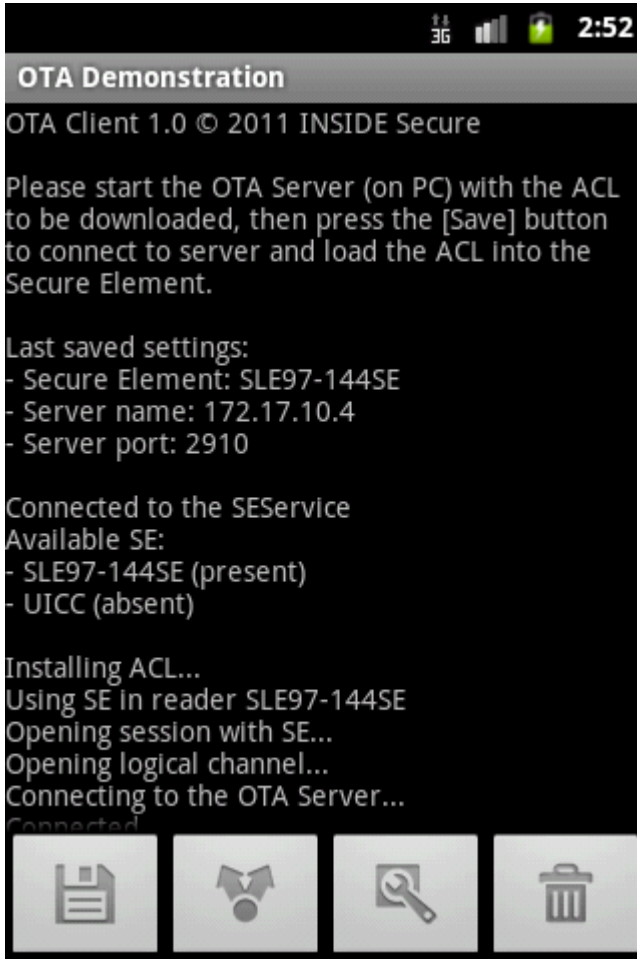 3G 2:52
OTA Demonstration
OTA Client 1.0 © 2011 INSIDE Secure
Please start the OTA Server (on PC) with the ACL
to be downloaded, then press the [Save] button
to connect to server and load the ACL into the
Secure Element.
Last saved settings:
- Secure Element: SLE97-144SE
- Server name: 172.17.10.4
- Server port: 2910
Connected to the SEService
Available SE:
- SLE97-144SE (present)
- UICC (absent)
Installing ACL...
Using SE in reader SLE97-144SE
Opening session with SE...
Opening logical channel...
Connecting to the OTA Server...
Connected